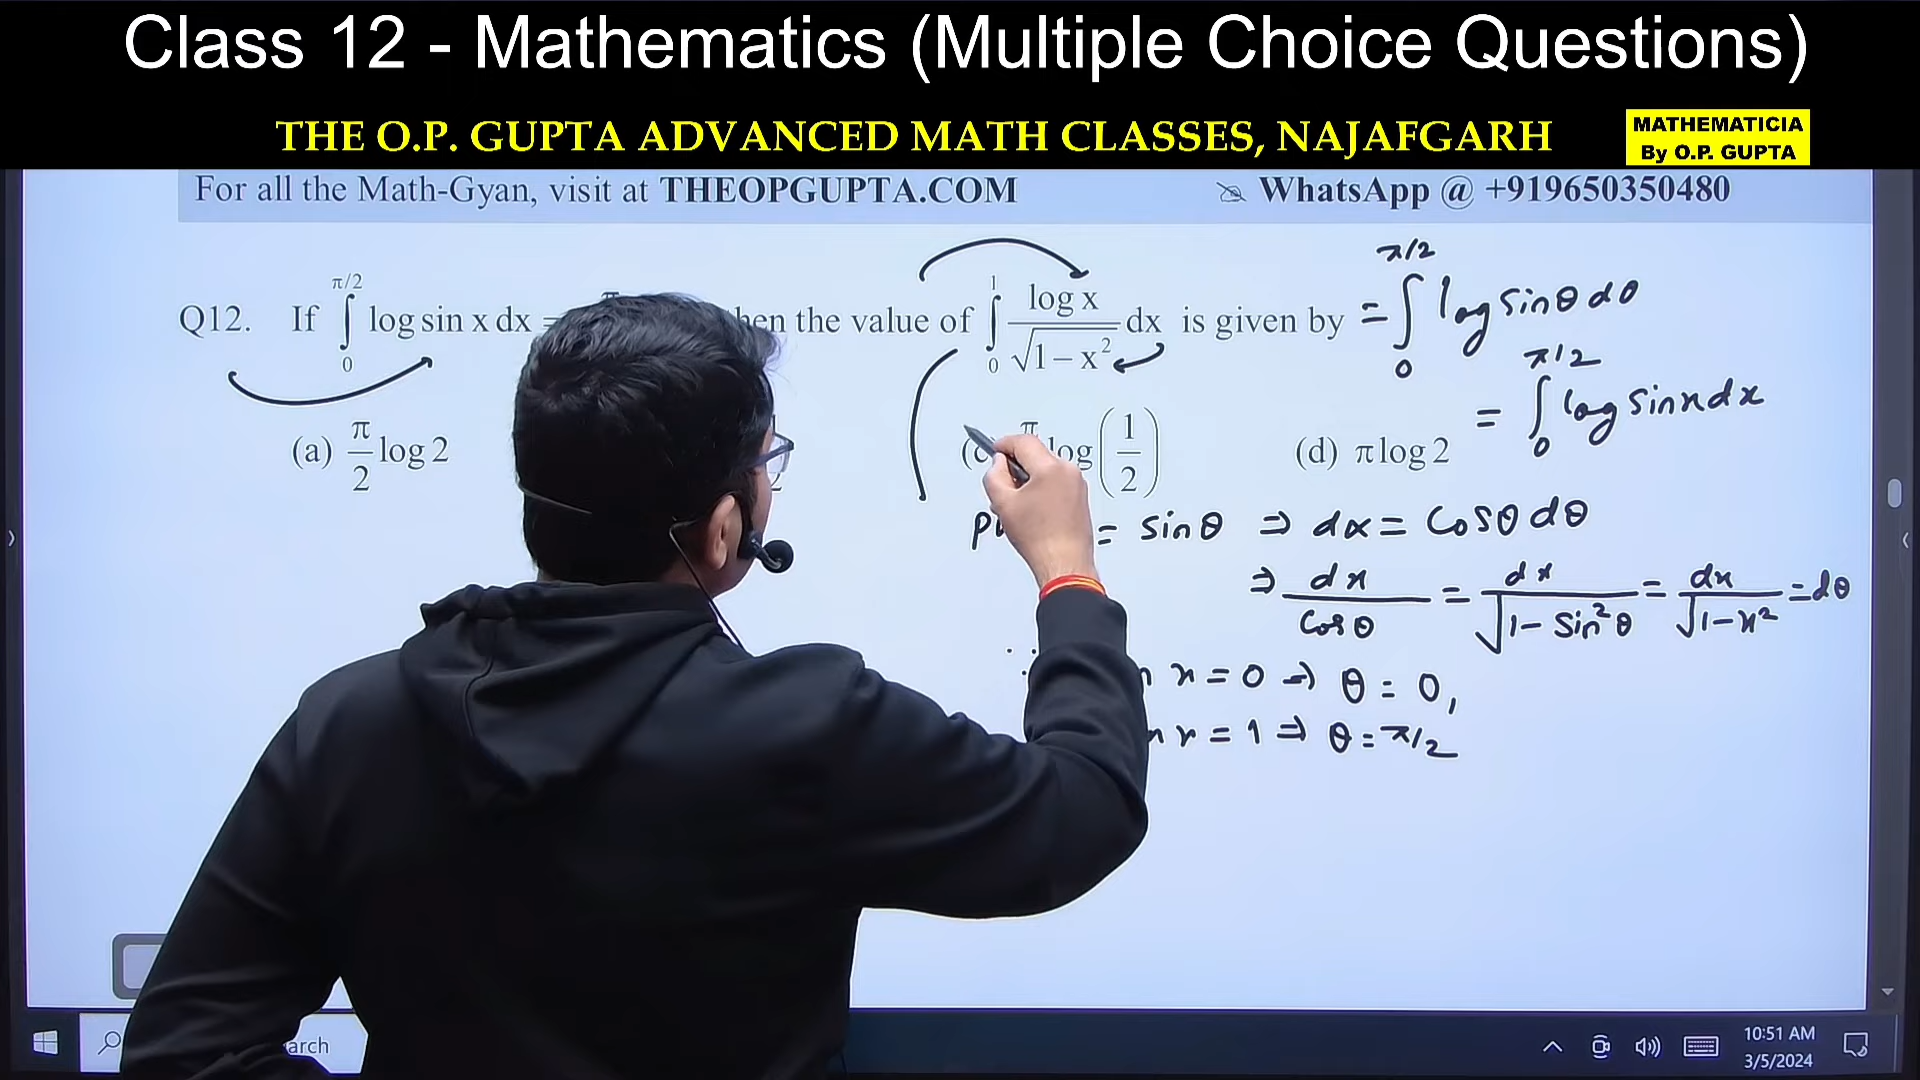 Class 12 - Mathematics (Multiple Choice Questions)
THE O.P. GUPTA ADVANCED MATH CLASSES, NAJAFGARH
MATHEMATICIA
By O.P. GUPTA
For all the Math-Gyan, visit at THEOPGUPTA.COM
WhatsApp @ +919650350480
Q12. If ∫₀^π/2 log sin x dx = then the value of ∫₀¹ log x / √(1 – x²) dx is given by
= ∫₀^π/2 log sinθ dθ
= ∫₀^π/2 log sinx dx
(a) π/2 log 2
(c) log(1/2)
(d) π log 2
= sinθ ⇒ dx = cosθ dθ
⇒ dx/cosθ = dx/√(1 – sin²θ) = dx/√(1–x²) = dθ
x = 0 ⇒ θ = 0,
x = 1 ⇒ θ = π/2
10:51 AM
3/5/2024